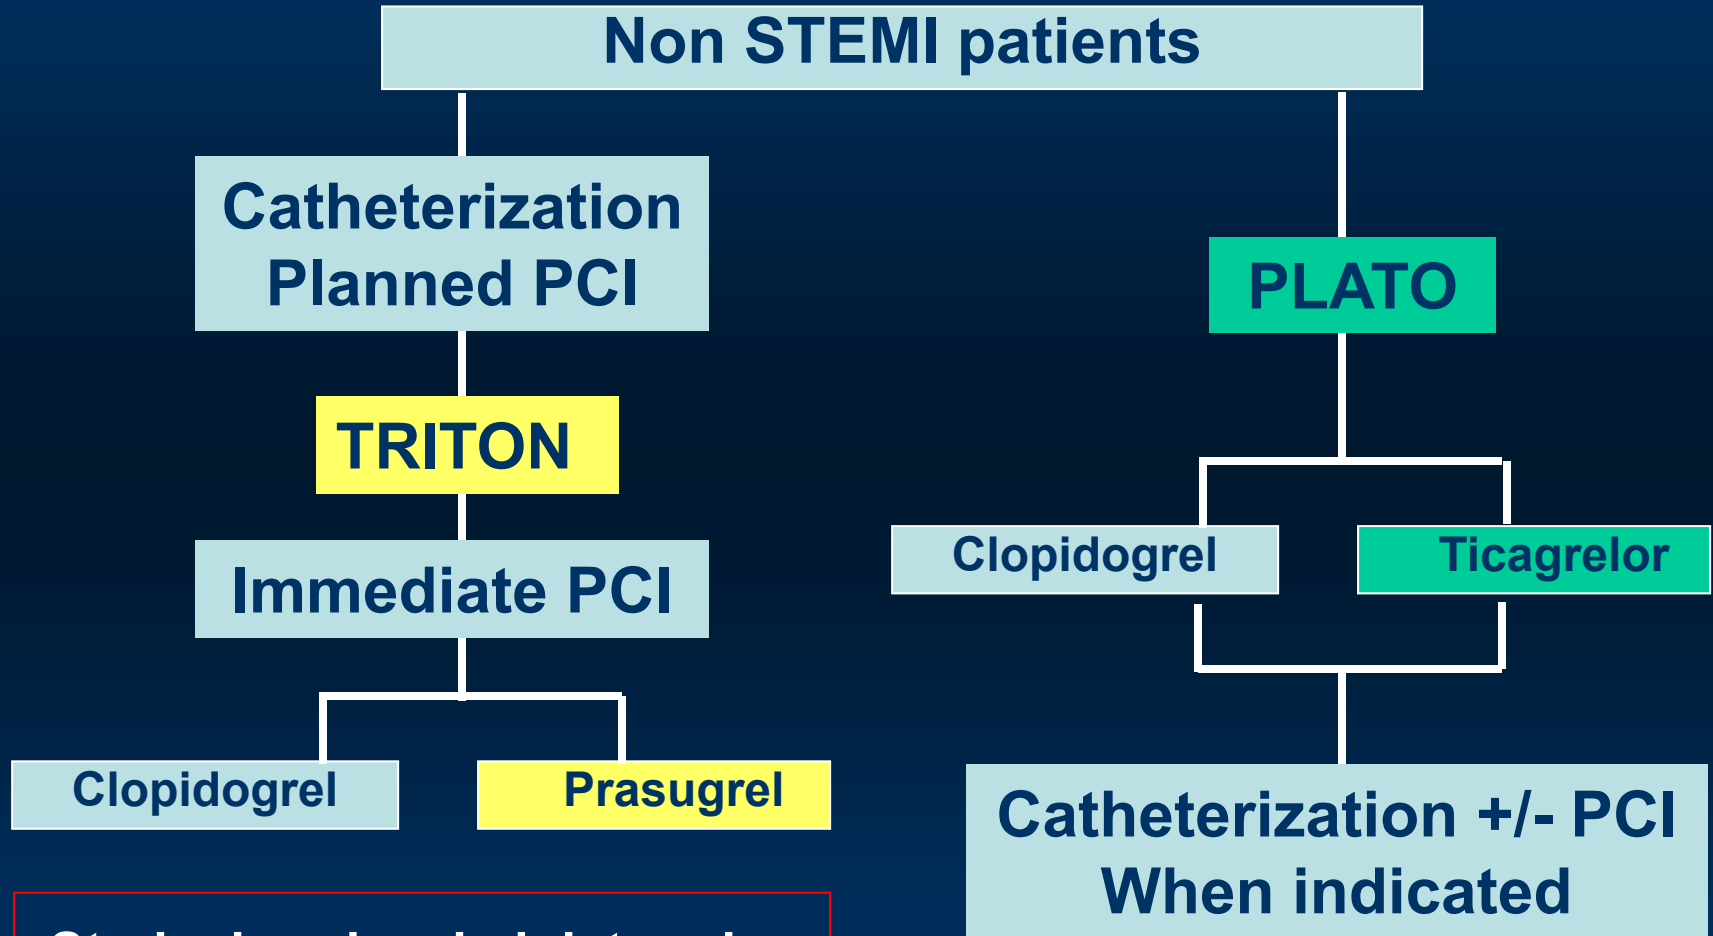 Non STEMI patients
Catheterization
Planned PCI
TRITON
Immediate PCI
Clopidogrel
Prasugrel
PLATO
Clopidogrel
Ticagrelor
Catheterization +/- PCI
When indicated